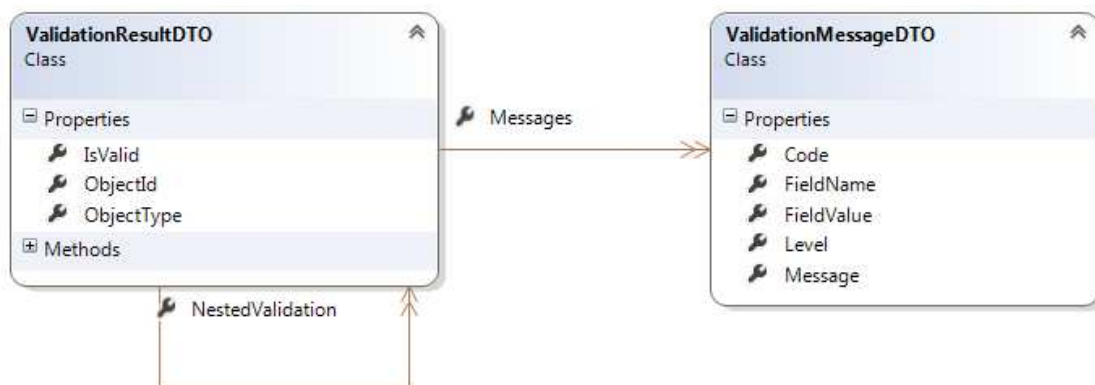 ValidationResultDTO
Class
Properties
IsValid
ObjectId
ObjectType
Methods
NestedValidation
Messages
ValidationMessageDTO
Class
Properties
Code
FieldName
FieldValue
Level
Message